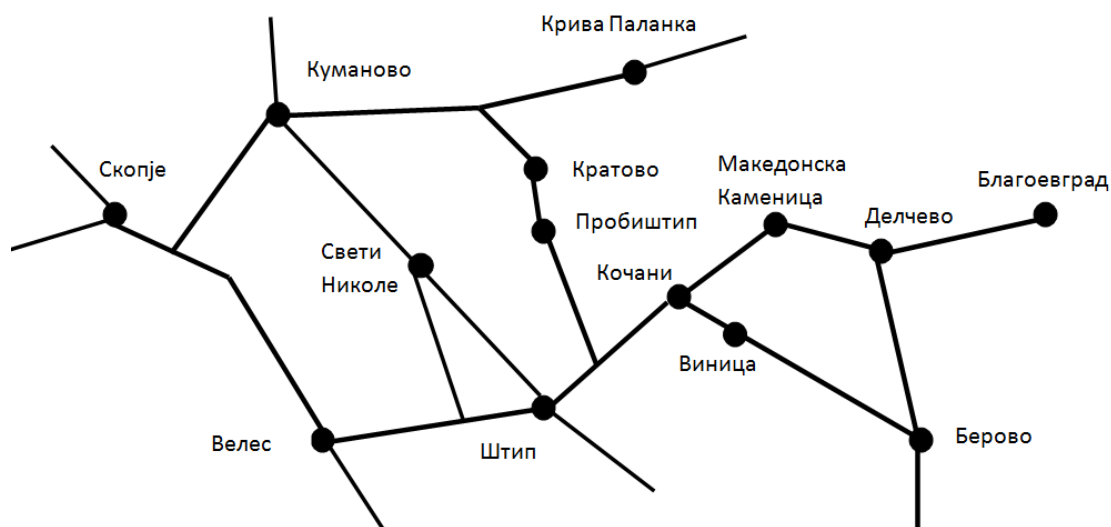 Крива Паланка
Куманово
Скопје
Кратово
Македонска
Каменица
Благоевград
Пробиштип
Делчево
Свети
Николе
Кочани
Виница
Велес
Штип
Берово